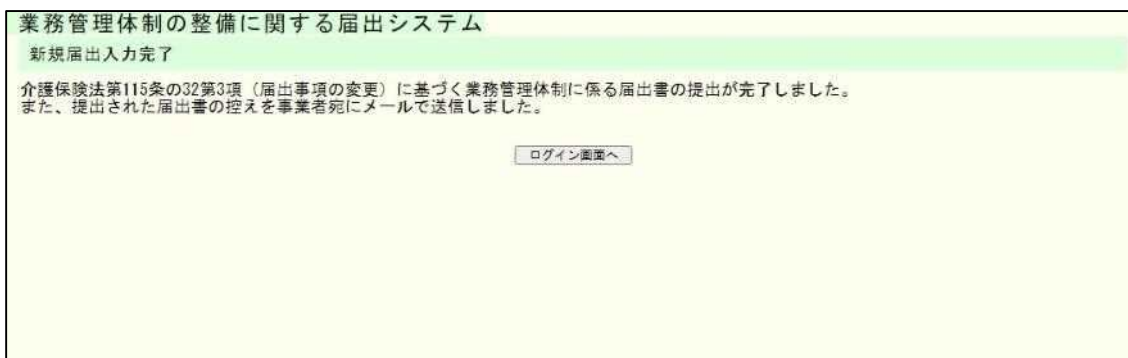 業務管理体制の整備に関する届出システム
新規届出入力完了
介護保険法第115条の32第3項（届出事項の変更）に基づく業務管理体制に係る届出書の提出が完了しました。
また、提出された届出書の控えを事業者宛にメールで送信しました。
ログイン画面へ